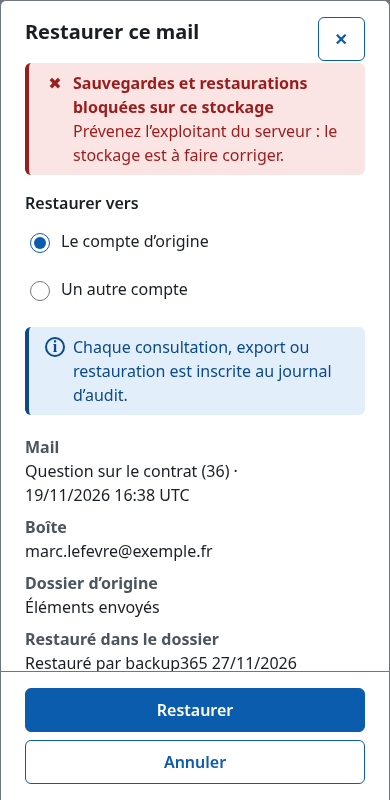 Restaurer ce mail
×
✖ Sauvegardes et restaurations
bloquées sur ce stockage
Prévenez l’exploitant du serveur : le
stockage est à faire corriger.
Restaurer vers
Le compte d’origine
Un autre compte
Chaque consultation, export ou
restauration est inscrite au journal
d’audit.
Mail
Question sur le contrat (36) ·
19/11/2026 16:38 UTC
Boîte
marc.lefevre@exemple.fr
Dossier d’origine
Éléments envoyés
Restauré dans le dossier
Restauré par backup365 27/11/2026
Restaurer
Annuler